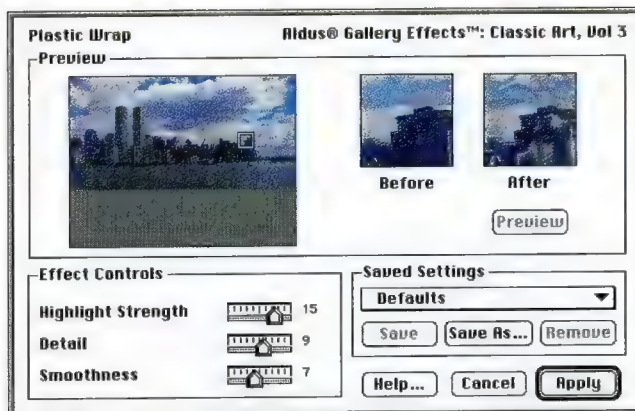 Plastic Wrap
Aldus® Gallery Effects™: Classic Art, Vol 3
Preview
Before
After
Preview
Effect Controls
Highlight Strength 15
Detail 9
Smoothness 7
Saved Settings
Defaults
Save
Save As...
Remove
Help...
Cancel
Apply